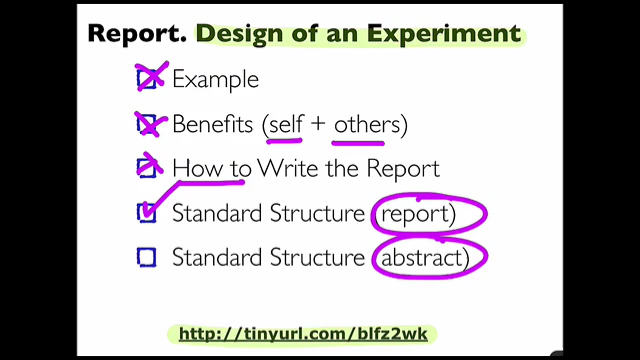 Report. Design of an Experiment
Example
Benefits (self + others)
How to Write the Report
Standard Structure (report)
Standard Structure (abstract)
http://tinyurl.com/blfz2wk